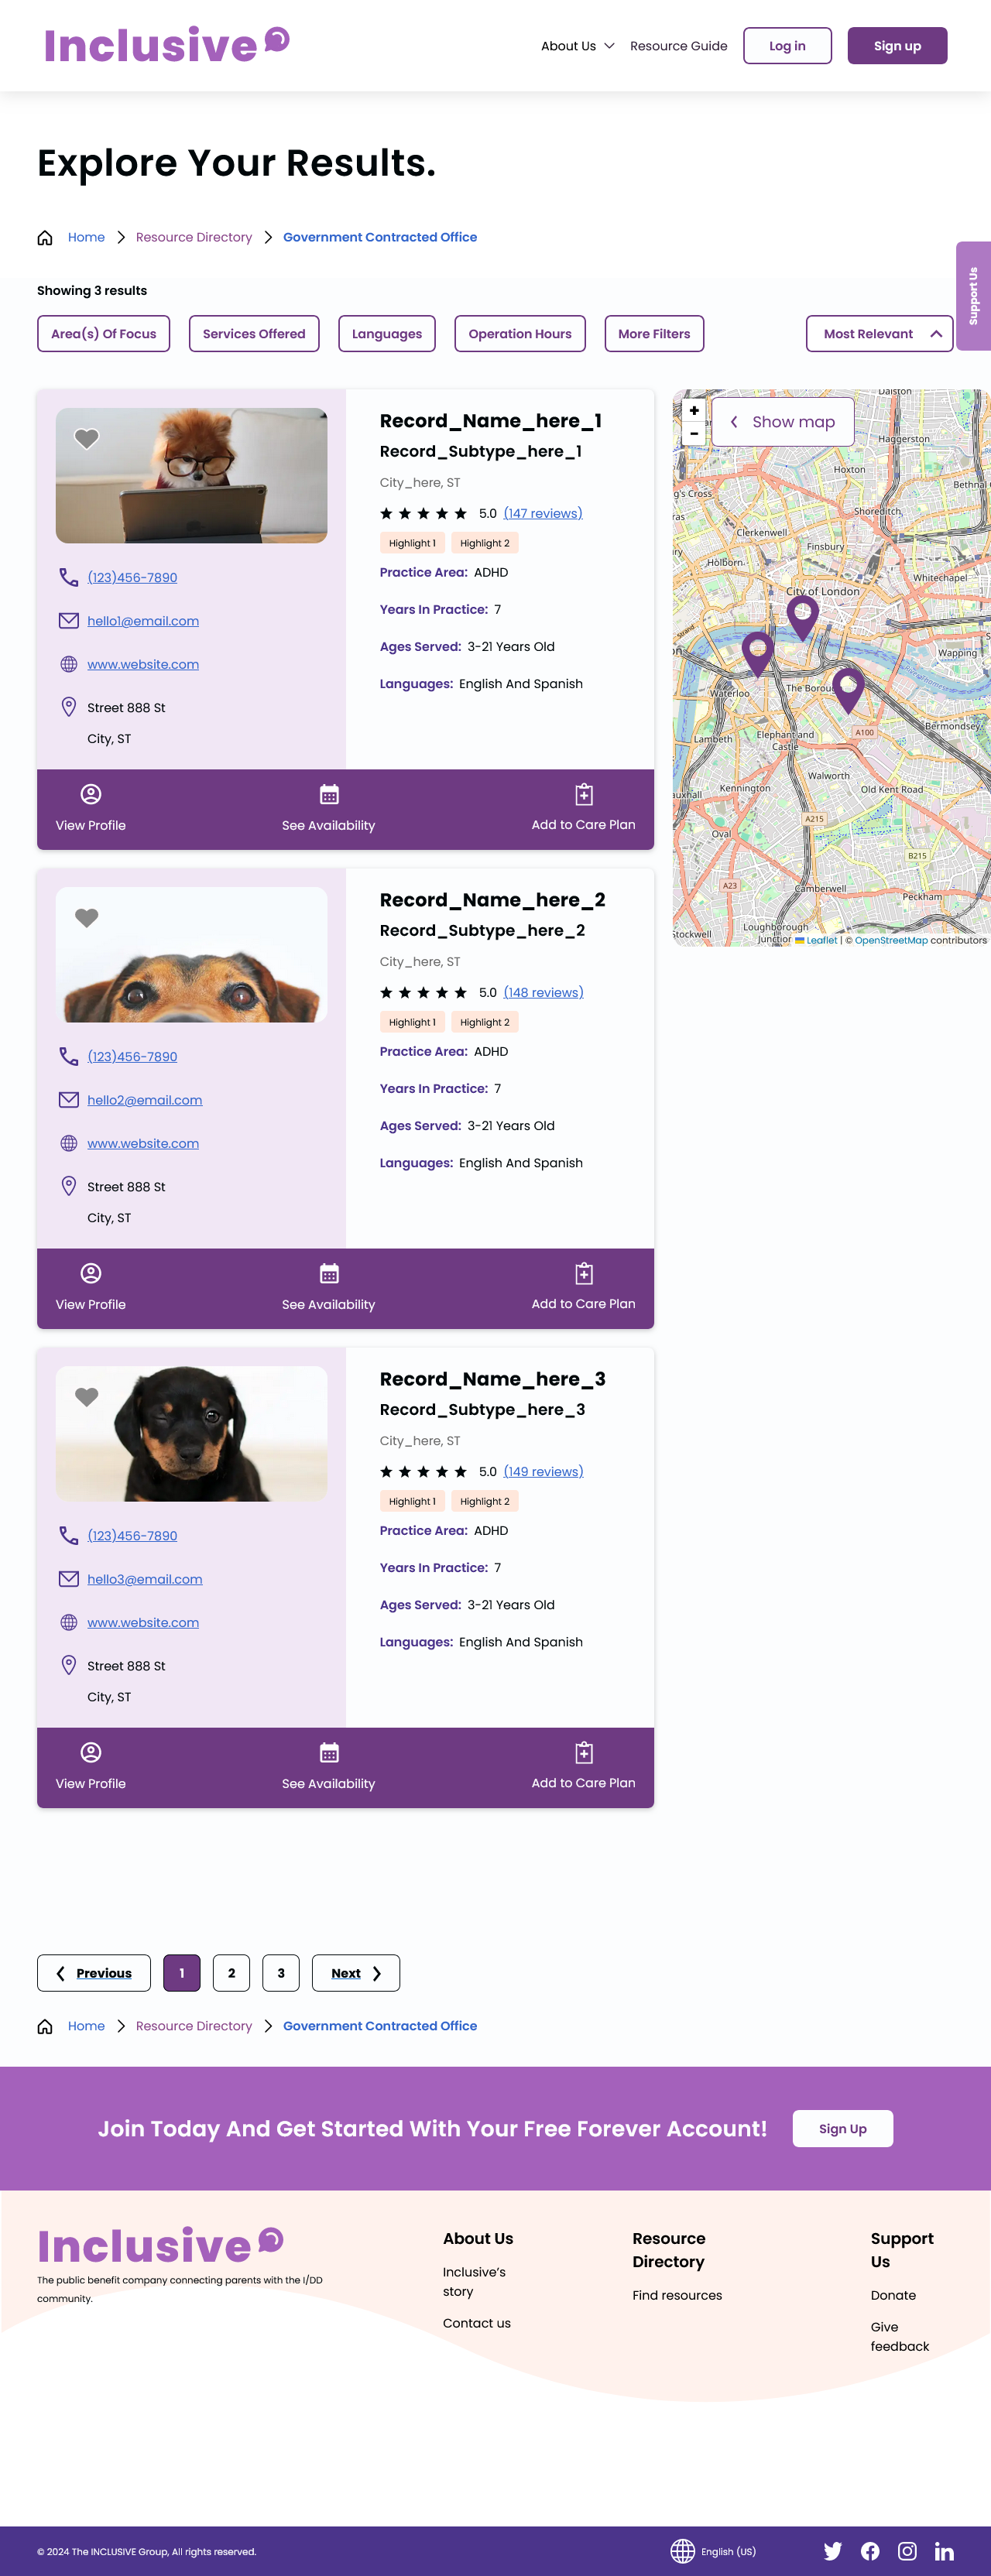 Inclusive
About Us
Resource Guide
Log in
Sign up
Explore Your Results.
Home
Resource Directory
Government Contracted Office
Support Us
Showing 3 results
Area(s) Of Focus
Services Offered
Languages
Operation Hours
More Filters
Most Relevant
Record_Name_here_1
Record_Subtype_here_1
City_here, ST
5.0 (147 reviews)
Highlight 1
Highlight 2
Practice Area: ADHD
Years In Practice: 7
Ages Served: 3-21 Years Old
Languages: English And Spanish
(123)456-7890
hello1@email.com
www.website.com
Street 888 St
City, ST
View Profile
See Availability
Add to Care Plan
+
-
Show map
Dalston
Haggerston
Hoxton
Bethnal
g's Cross
Shoreditch
ras
Clerkenwell
Finsbury
ury
Holborn
Whitechapel
City of London
Strand
on
Wapping
Waterloo
The Borough
Bermondsey
Lambeth
Elephant and
Castle
A100
Walworth
auxhall
Kennington
Old Kent Road
A215
Oval
B215
A23
Camberwell
Peckham
Stockwell
Loughborough
Junction
Leaflet | © OpenStreetMap contributors
Record_Name_here_2
Record_Subtype_here_2
City_here, ST
5.0 (148 reviews)
Highlight 1
Highlight 2
Practice Area: ADHD
Years In Practice: 7
Ages Served: 3-21 Years Old
Languages: English And Spanish
(123)456-7890
hello2@email.com
www.website.com
Street 888 St
City, ST
View Profile
See Availability
Add to Care Plan
Record_Name_here_3
Record_Subtype_here_3
City_here, ST
5.0 (149 reviews)
Highlight 1
Highlight 2
Practice Area: ADHD
Years In Practice: 7
Ages Served: 3-21 Years Old
Languages: English And Spanish
(123)456-7890
hello3@email.com
www.website.com
Street 888 St
City, ST
View Profile
See Availability
Add to Care Plan
Previous
1
2
3
Next
Home
Resource Directory
Government Contracted Office
Join Today And Get Started With Your Free Forever Account!
Sign Up
Inclusive
The public benefit company connecting parents with the I/DD
community.
About Us
Inclusive's
story
Contact us
Resource
Directory
Find resources
Support
Us
Donate
Give
feedback
© 2024 The INCLUSIVE Group, All rights reserved.
English (US)